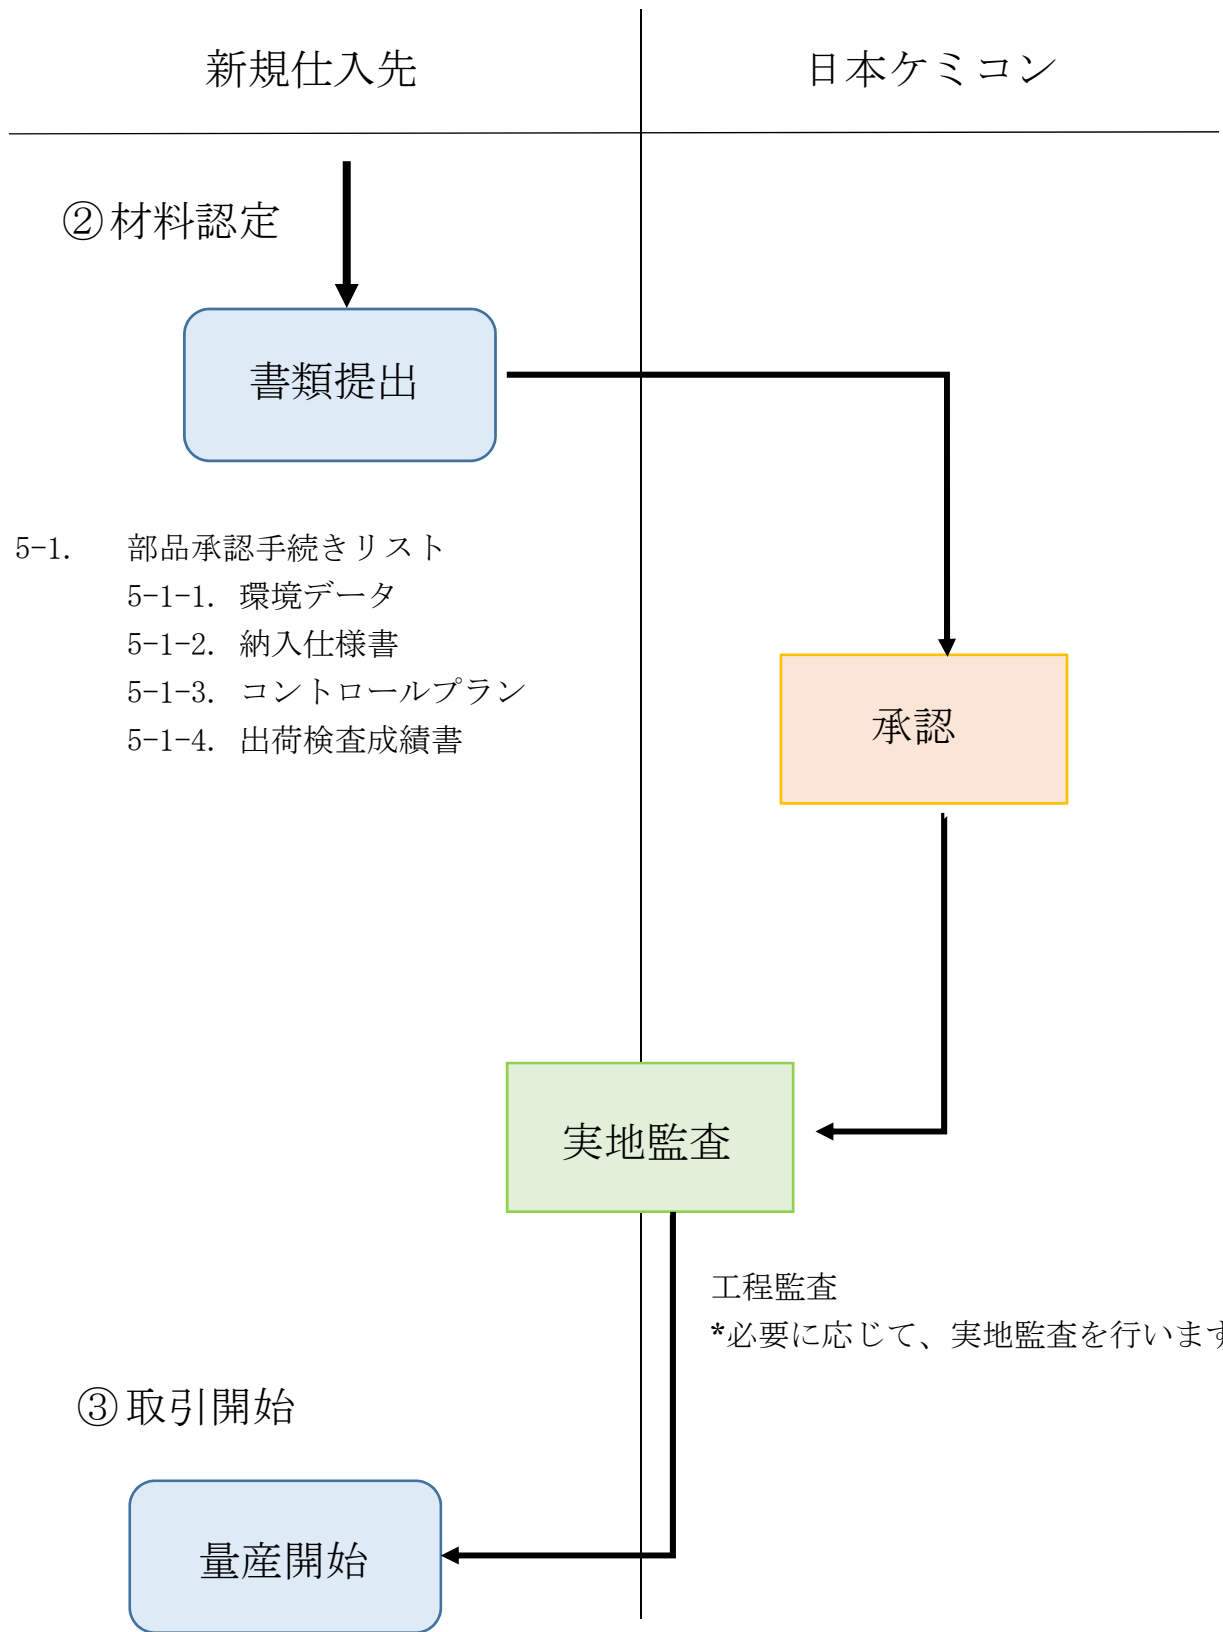 新規仕入先
日本ケミコン
②材料認定
書類提出
5-1. 部品承認手続きリスト
5-1-1. 環境データ
5-1-2. 納入仕様書
5-1-3. コントロールプラン
5-1-4. 出荷検査成績書
承認
実地監査
工程監査
*必要に応じて、実地監査を行います
③取引開始
量産開始